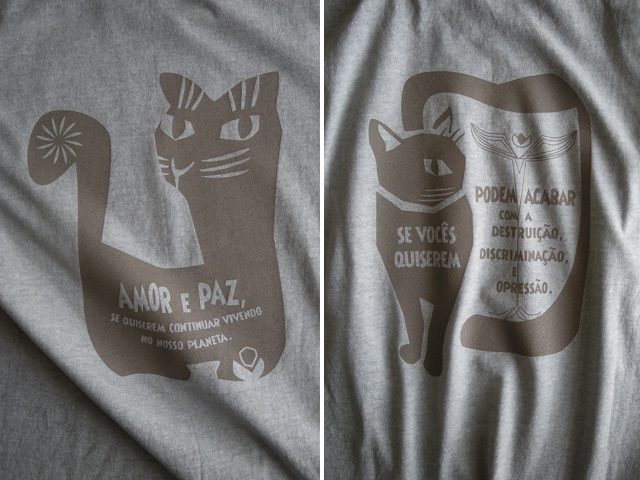 AMOR E PAZ,
SE QUISEREM CONTINUAR VIVENDO
NO NOSSO PLANETA.
SE VOCÊS
QUISEREM
PODEM ACABAR
COM A
DESTRUIÇÃO,
DISCRIMINAÇÃO,
E
OPRESSÃO.